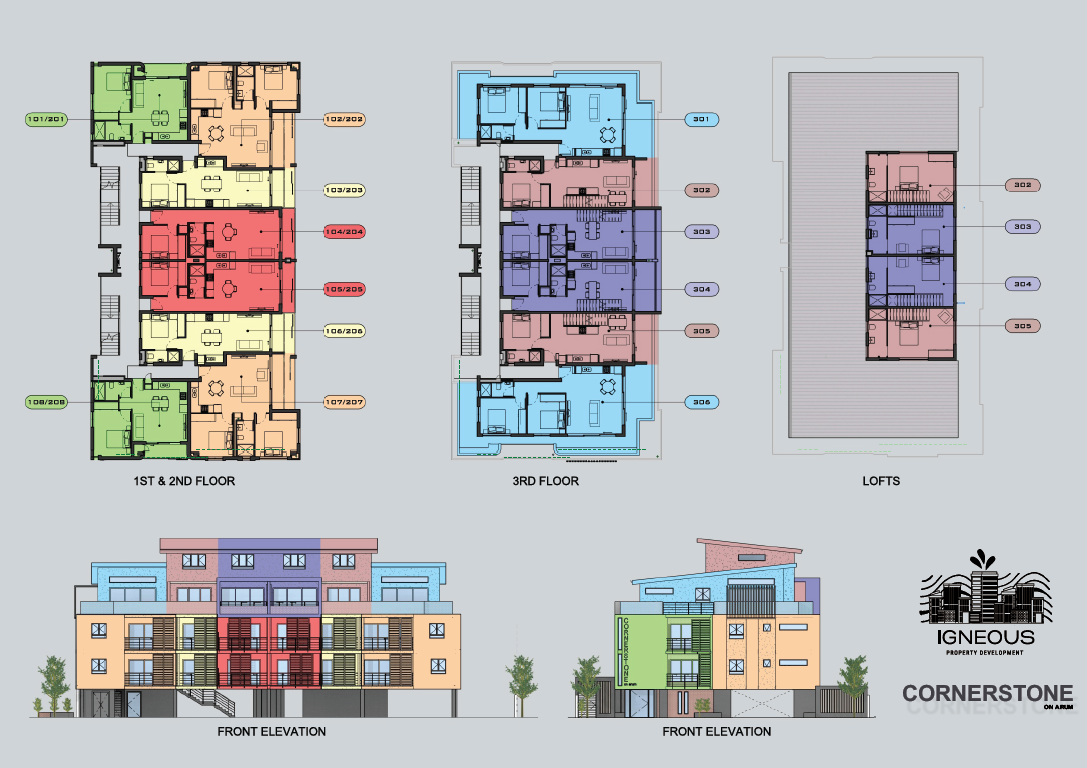 101/201
102/202
103/203
104/204
105/205
106/206
107/207
108/208
1ST & 2ND FLOOR
301
302
303
304
305
306
3RD FLOOR
302
303
304
305
LOFTS
FRONT ELEVATION
CORNERSTONE
FRONT ELEVATION
IGNEOUS
PROPERTY DEVELOPMENT
CORNERSTONE
CORNERSTONE
ON ARUM